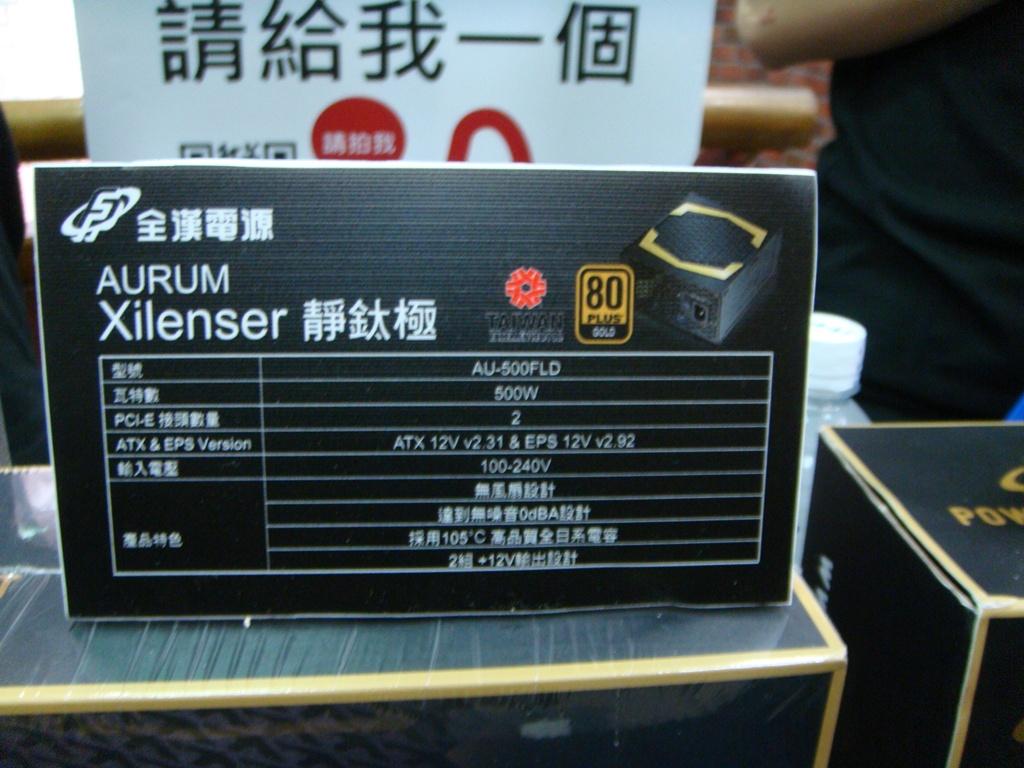 請給我一個
請拍我
FSP 全漢電源
AURUM
Xilenser 靜鈦極
TAIWAN
80
PLUS
GOLD
型號 AU-500FLD
瓦特數 500W
PCI-E 接頭數量 2
ATX & EPS Version ATX 12V v2.31 & EPS 12V v2.92
輸入電壓 100-240V
產品特色 無風扇設計
達到無噪音0dBA設計
採用105°C 高品質全日系電容
2組 +12V輸出設計
POW